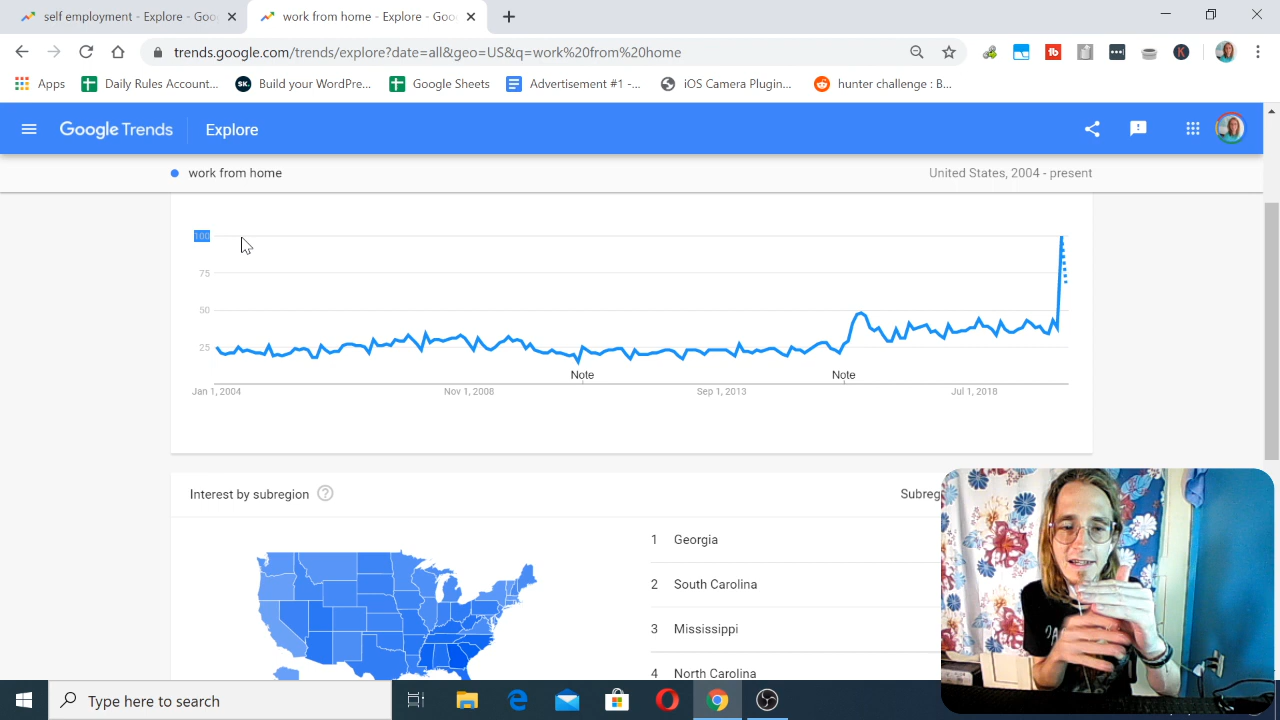 self employment - Explore - Goo
work from home - Explore - Goo
trends.google.com/trends/explore?date=all&geo=US&q=work%20from%20home
Apps
Daily Rules Account...
SK.
Build your WordPre...
Google Sheets
Advertisement #1 -...
iOS Camera Plugin...
hunter challenge : B...
Google Trends
Explore
work from home
United States, 2004 - present
100
75
50
25
Note
Note
Jan 1, 2004
Nov 1, 2008
Sep 1, 2013
Jul 1, 2018
Interest by subregion
Subreg
1 Georgia
2 South Carolina
3 Mississippi
4 North Carolina
Type here to search